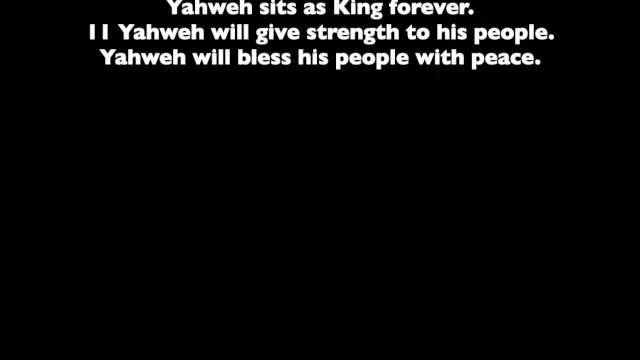 Yahweh sits as King forever.
11 Yahweh will give strength to his people.
Yahweh will bless his people with peace.